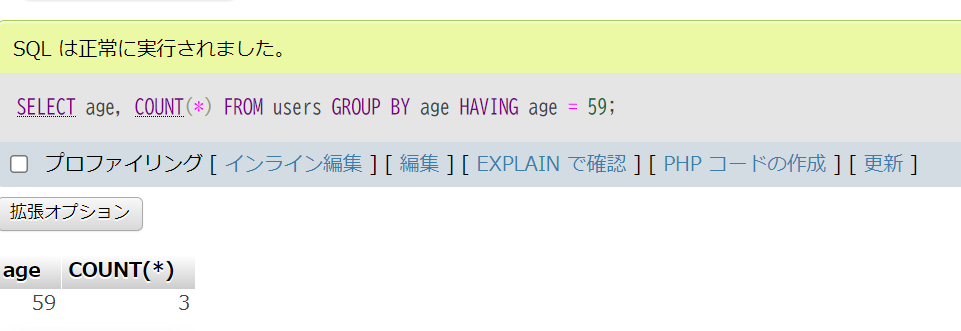 SQL は正常に実行されました。
SELECT age, COUNT(*) FROM users GROUP BY age HAVING age = 59;
プロファイリング [ インライン編集 ] [ 編集 ] [ EXPLAIN で確認 ] [ PHP コードの作成 ] [ 更新 ]
拡張オプション
age COUNT(*)
59 3